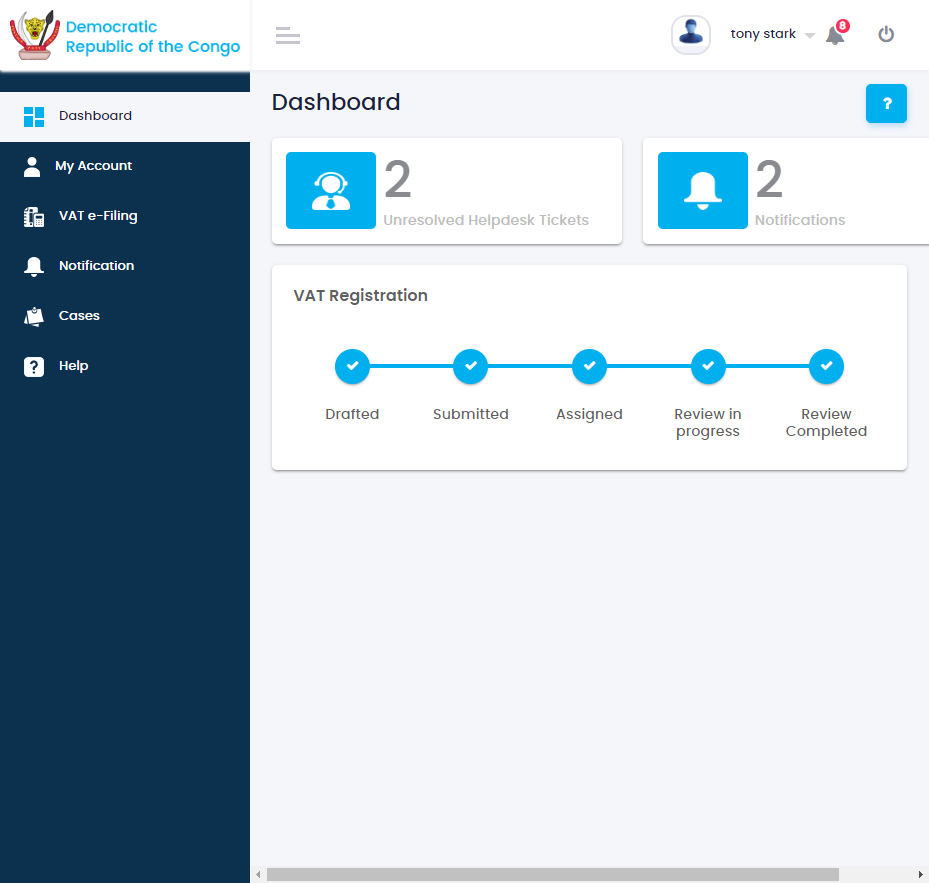 Democratic
Republic of the Congo
tony stark
8
Dashboard
My Account
VAT e-Filing
Notification
Cases
? Help
Dashboard
?
2
Unresolved Helpdesk Tickets
2
Notifications
VAT Registration
Drafted
Submitted
Assigned
Review in
progress
Review
Completed